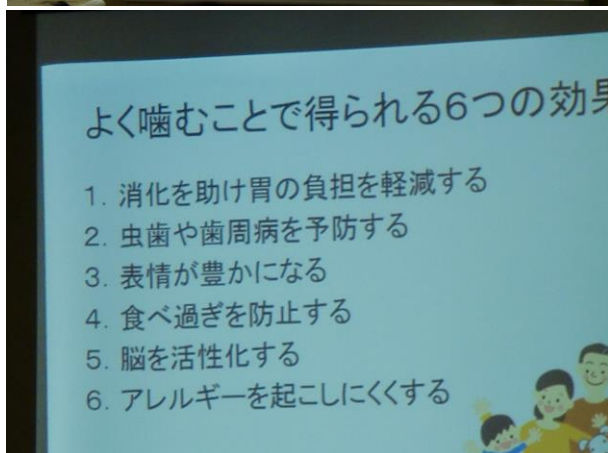 よく噛むことで得られる6つの効果
1. 消化を助け胃の負担を軽減する
2. 虫歯や歯周病を予防する
3. 表情が豊かになる
4. 食べ過ぎを防止する
5. 脳を活性化する
6. アレルギーを起こしにくくする